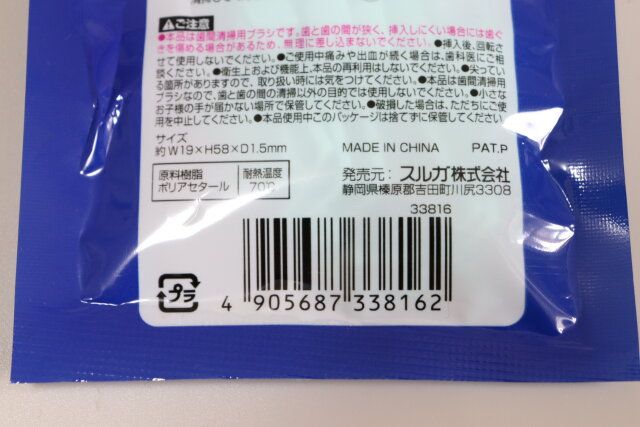 ⚠ご注意
●本品は歯間清掃用ブラシです。歯と歯の間が狭く、挿入しにくい場合には歯ぐ
きを傷める場合があるため、無理に差し込まないでください。●挿入後、回転さ
せて使用しないでください。●ご使用中痛みや出血が続く場合は、歯科医にご相
談ください。●衛生上および機能上、本品の再利用はしないでください。●尖ってい
る箇所がありますので、取り扱い時には気をつけてください。●本品は歯間清掃用
ブラシなので、歯と歯の間の清掃以外の目的では使用しないでください。●小さな
お子様の手が届かない場所で保管してください。●破損した場合は、ただちにご使
用を中止してください。●本品使用中このパッケージは捨てずに保管してください。
サイズ
約W19×H58×D1.5mm MADE IN CHINA PAT.P
原料樹脂 耐熱温度
ポリアセタール 70℃
発売元: スルガ株式会社
静岡県榛原郡吉田町川尻3308
33816
プラ
4 905687 338162